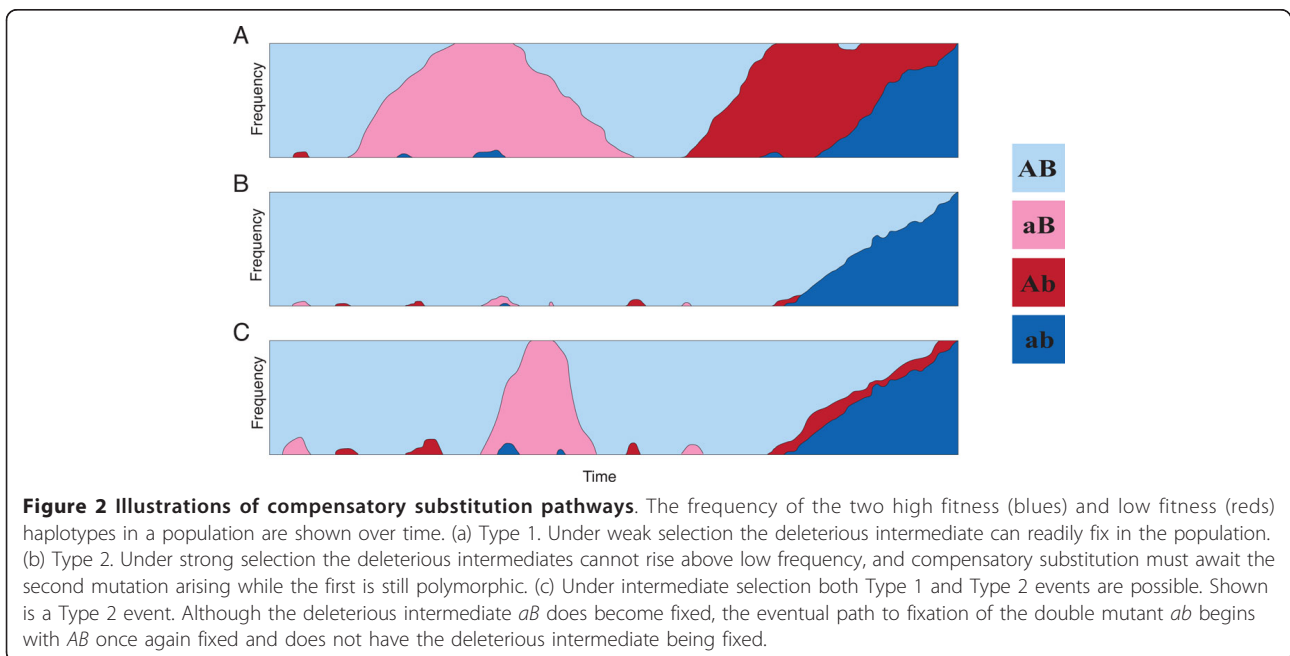 A
Frequency
B
Frequency
C
Frequency
Time
AB
aB
Ab
ab
Figure 2 Illustrations of compensatory substitution pathways. The frequency of the two high fitness (blues) and low fitness (reds)
haplotypes in a population are shown over time. (a) Type 1. Under weak selection the deleterious intermediate can readily fix in the population.
(b) Type 2. Under strong selection the deleterious intermediates cannot rise above low frequency, and compensatory substitution must await the
second mutation arising while the first is still polymorphic. (c) Under intermediate selection both Type 1 and Type 2 events are possible. Shown
is a Type 2 event. Although the deleterious intermediate aB does become fixed, the eventual path to fixation of the double mutant ab begins
with AB once again fixed and does not have the deleterious intermediate being fixed.